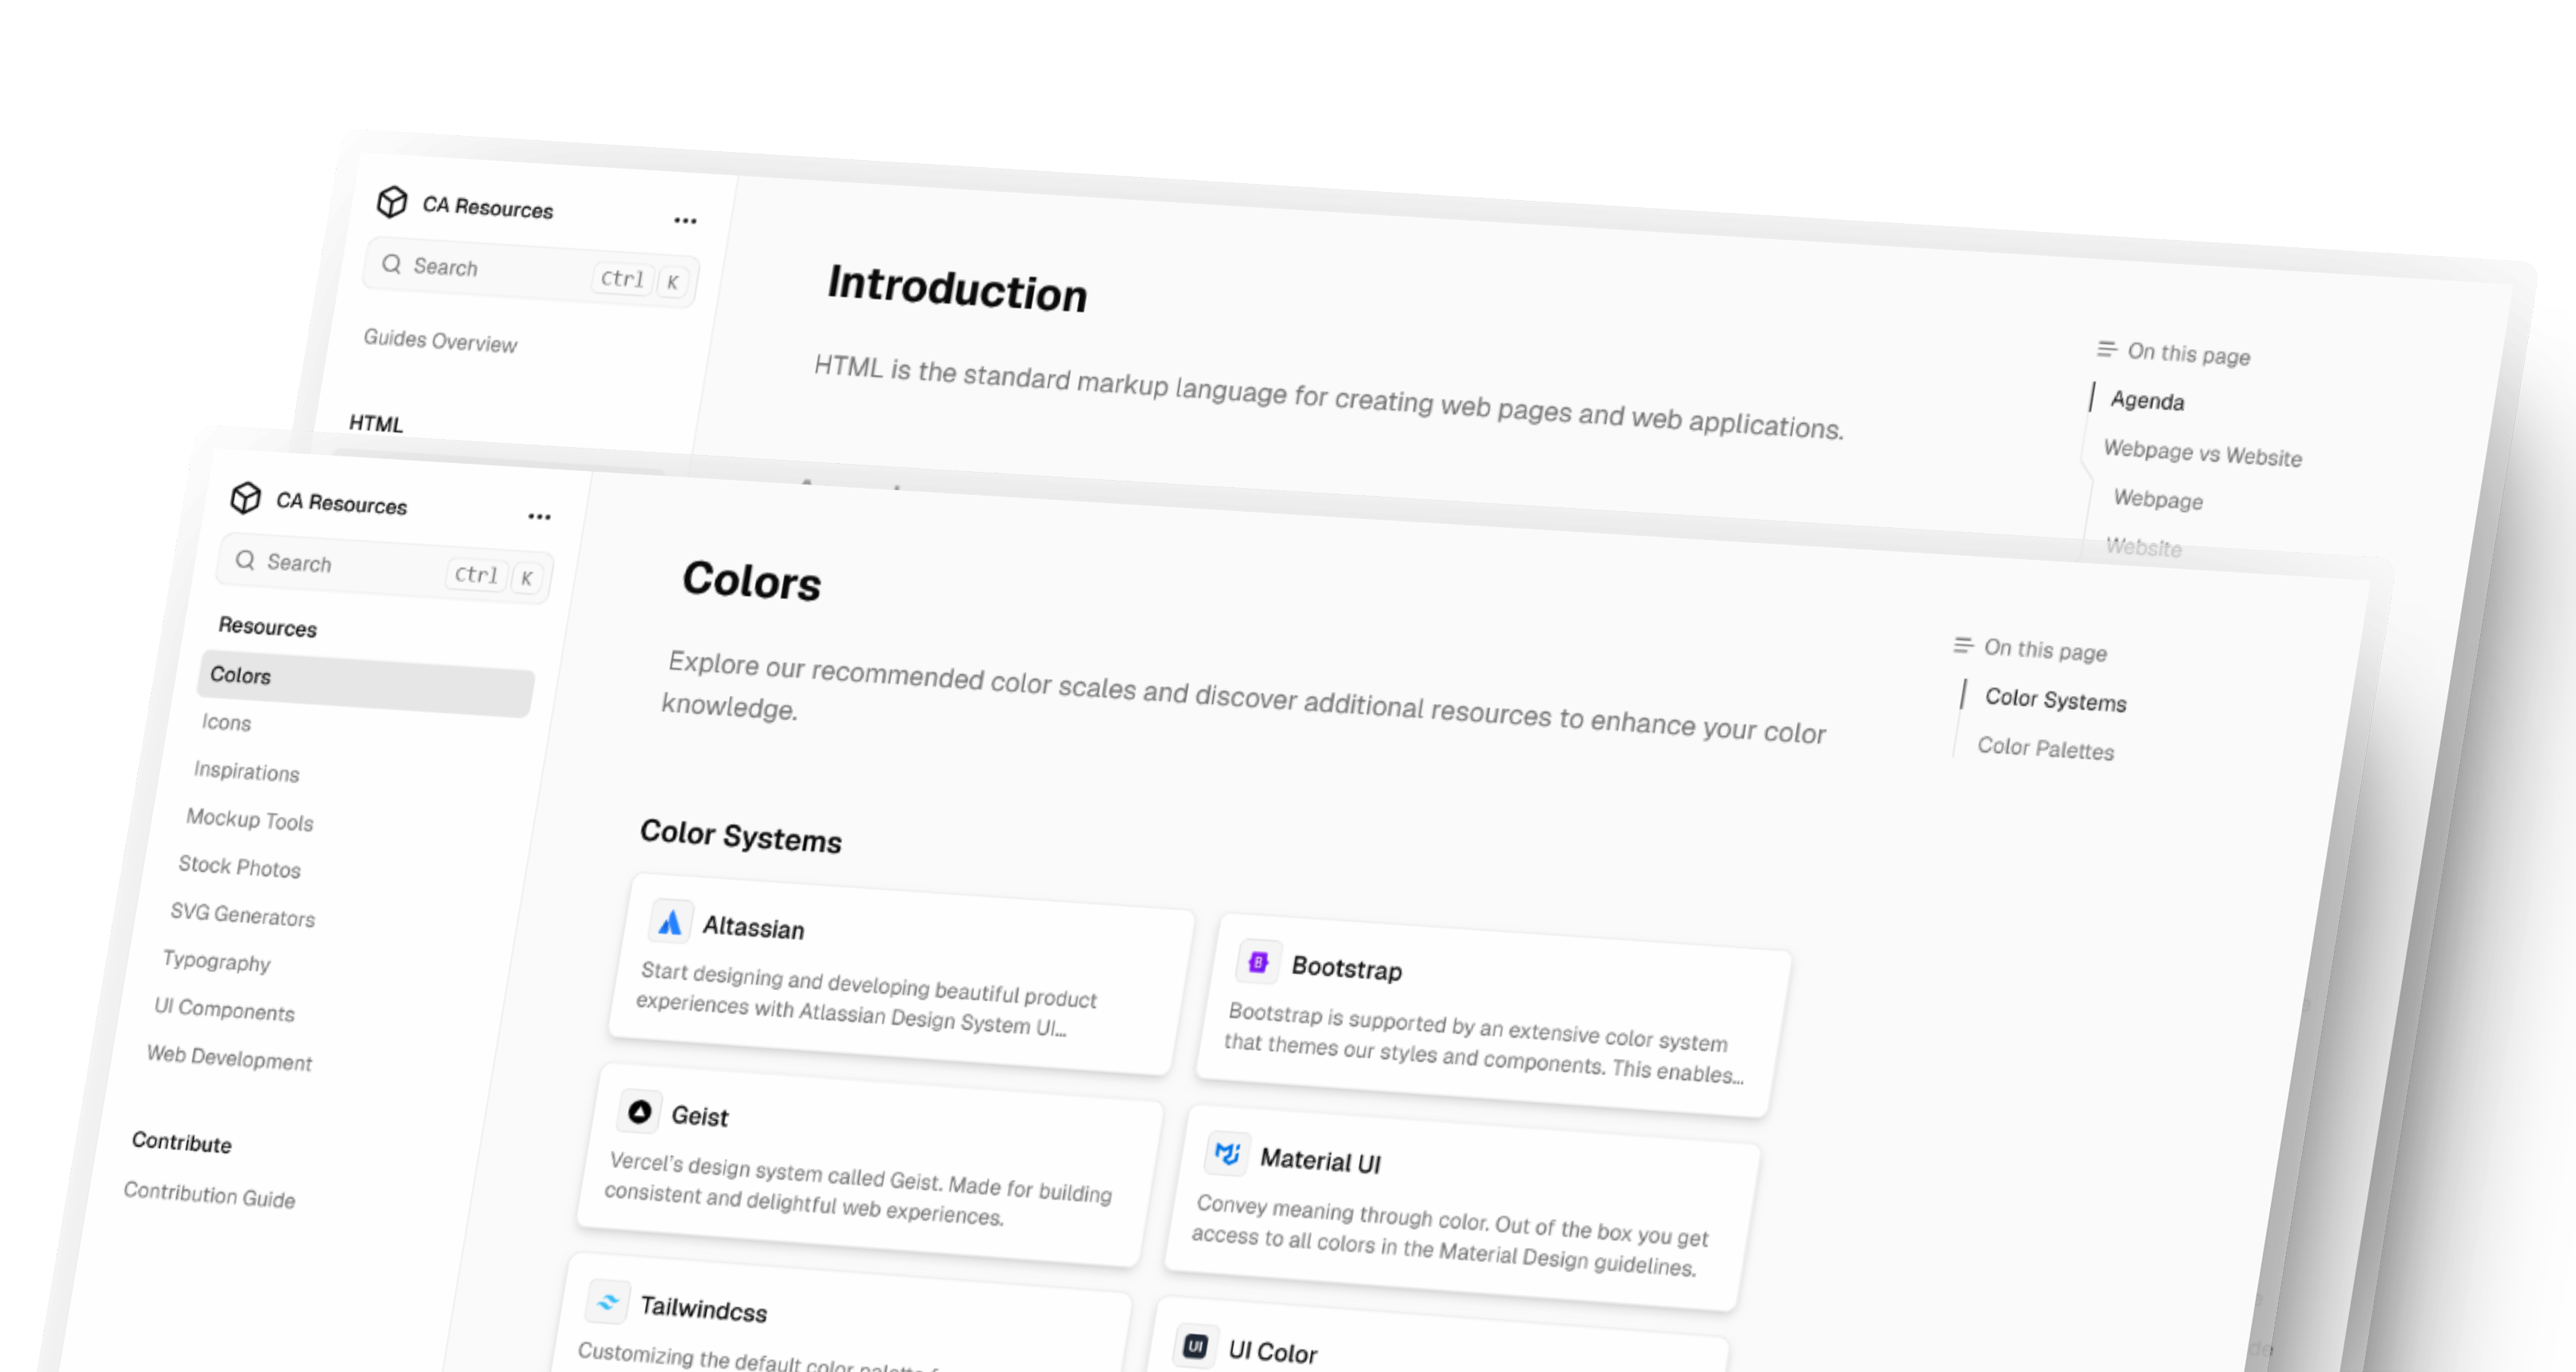 CA Resources
Search
Ctrl K
Guides Overview
HTML
Introduction
HTML is the standard markup language for creating web pages and web applications.
On this page
Agenda
Webpage vs Website
Webpage
Website
CA Resources
Search
Ctrl K
Resources
Colors
Icons
Inspirations
Mockup Tools
Stock Photos
SVG Generators
Typography
UI Components
Web Development
Contribute
Contribution Guide
Colors
Explore our recommended color scales and discover additional resources to enhance your color
knowledge.
Color Systems
Altassian
Start designing and developing beautiful product
experiences with Atlassian Design System UI...
B
Bootstrap
Bootstrap is supported by an extensive color system
that themes our styles and components. This enables...
Geist
Vercel's design system called Geist. Made for building
consistent and delightful web experiences.
Material UI
Convey meaning through color. Out of the box you get
access to all colors in the Material Design guidelines.
Tailwindcss
Customizing the default color palette
UI
UI Color
On this page
Color Systems
Color Palettes